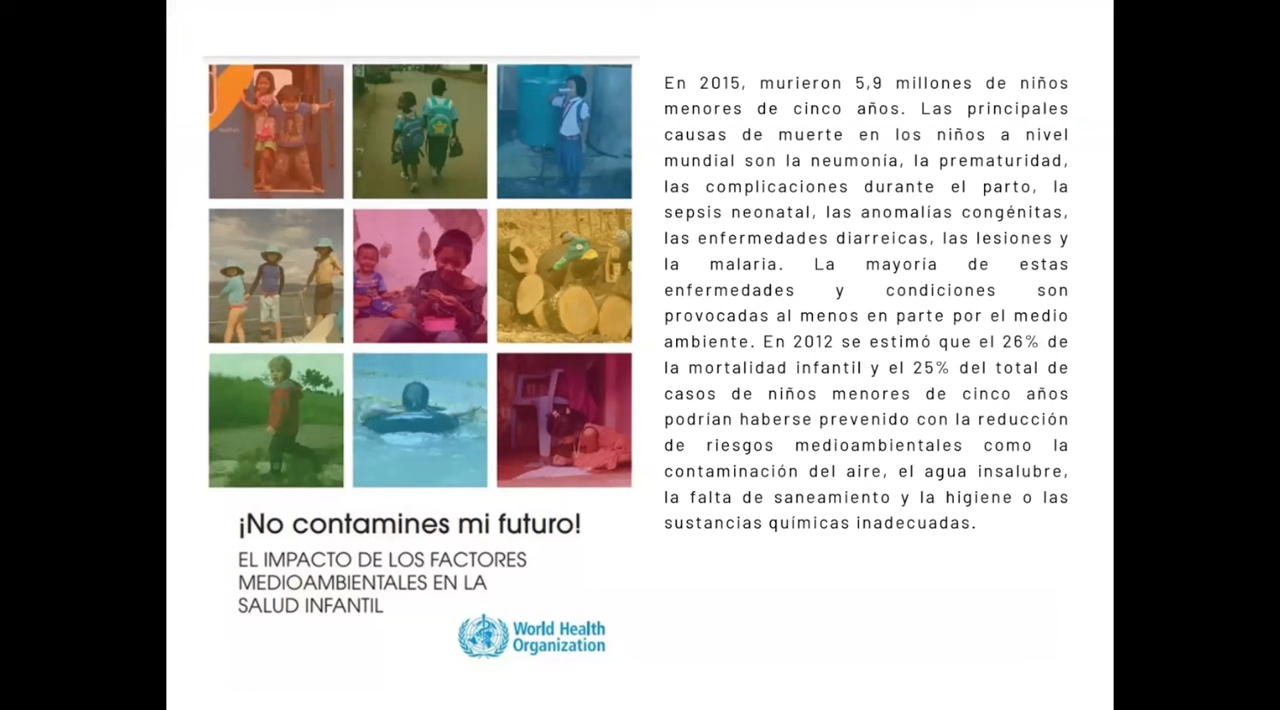 En 2015, murieron 5,9 millones de niños
menores de cinco años. Las principales
causas de muerte en los niños a nivel
mundial son la neumonía, la prematuridad,
las complicaciones durante el parto, la
sepsis neonatal, las anomalías congénitas,
las enfermedades diarreicas, las lesiones y
la malaria. La mayoría de estas
enfermedades y condiciones son
provocadas al menos en parte por el medio
ambiente. En 2012 se estimó que el 26% de
la mortalidad infantil y el 25% del total de
casos de niños menores de cinco años
podrían haberse prevenido con la reducción
de riesgos medioambientales como la
contaminación del aire, el agua insalubre,
la falta de saneamiento y la higiene o las
sustancias químicas inadecuadas.
¡No contamines mi futuro!
EL IMPACTO DE LOS FACTORES
MEDIOAMBIENTALES EN LA
SALUD INFANTIL
World Health
Organization